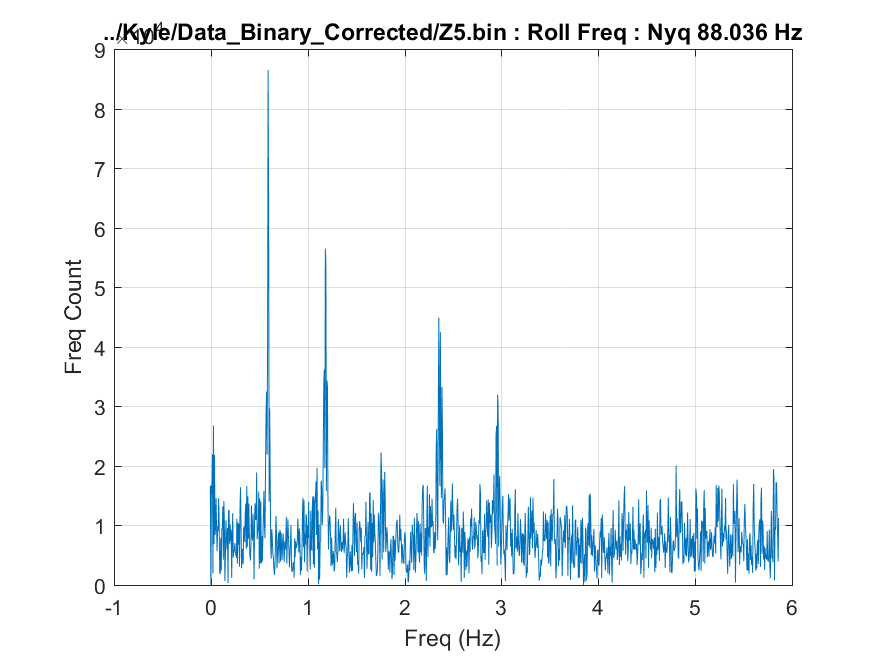 ../Kyle/Data_Binary_Corrected/Z5.bin : Roll Freq : Nyq 88.036 Hz
×10⁴
9
8
7
6
5
4
3
2
1
0
Freq Count
-1 0 1 2 3 4 5 6
Freq (Hz)